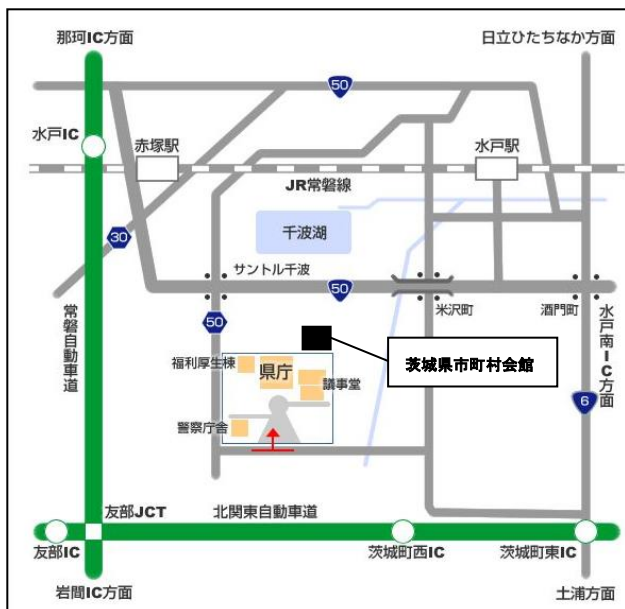 那珂IC方面
日立ひたちなか方面
50
水戸IC
赤塚駅
水戸駅
JR常磐線
30
千波湖
サントル千波
50
米沢町
酒門町
常磐自動車道
50
水戸南IC方面
福利厚生棟
県庁
議事堂
茨城県市町村会館
警察庁舎
6
友部JCT
北関東自動車道
友部IC
茨城町西IC
茨城町東IC
岩間IC方面
土浦方面